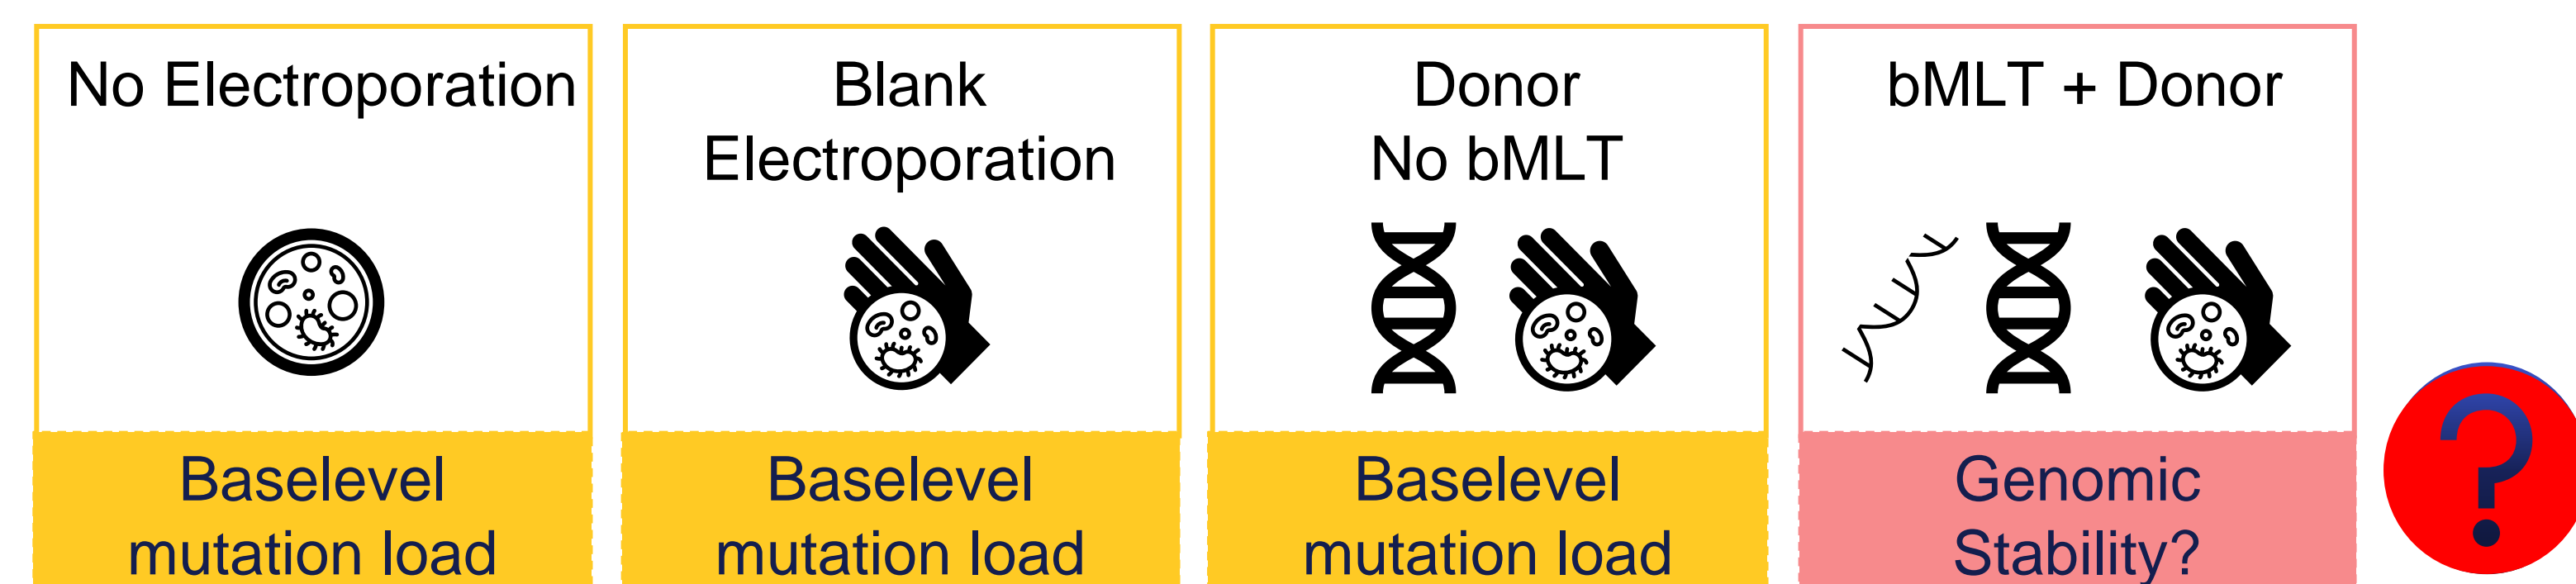 No Electroporation
Blank
Electroporation
Donor
No bMLT
bMLT + Donor
Baselevel
mutation load
Baselevel
mutation load
Baselevel
mutation load
Genomic
Stability?
?